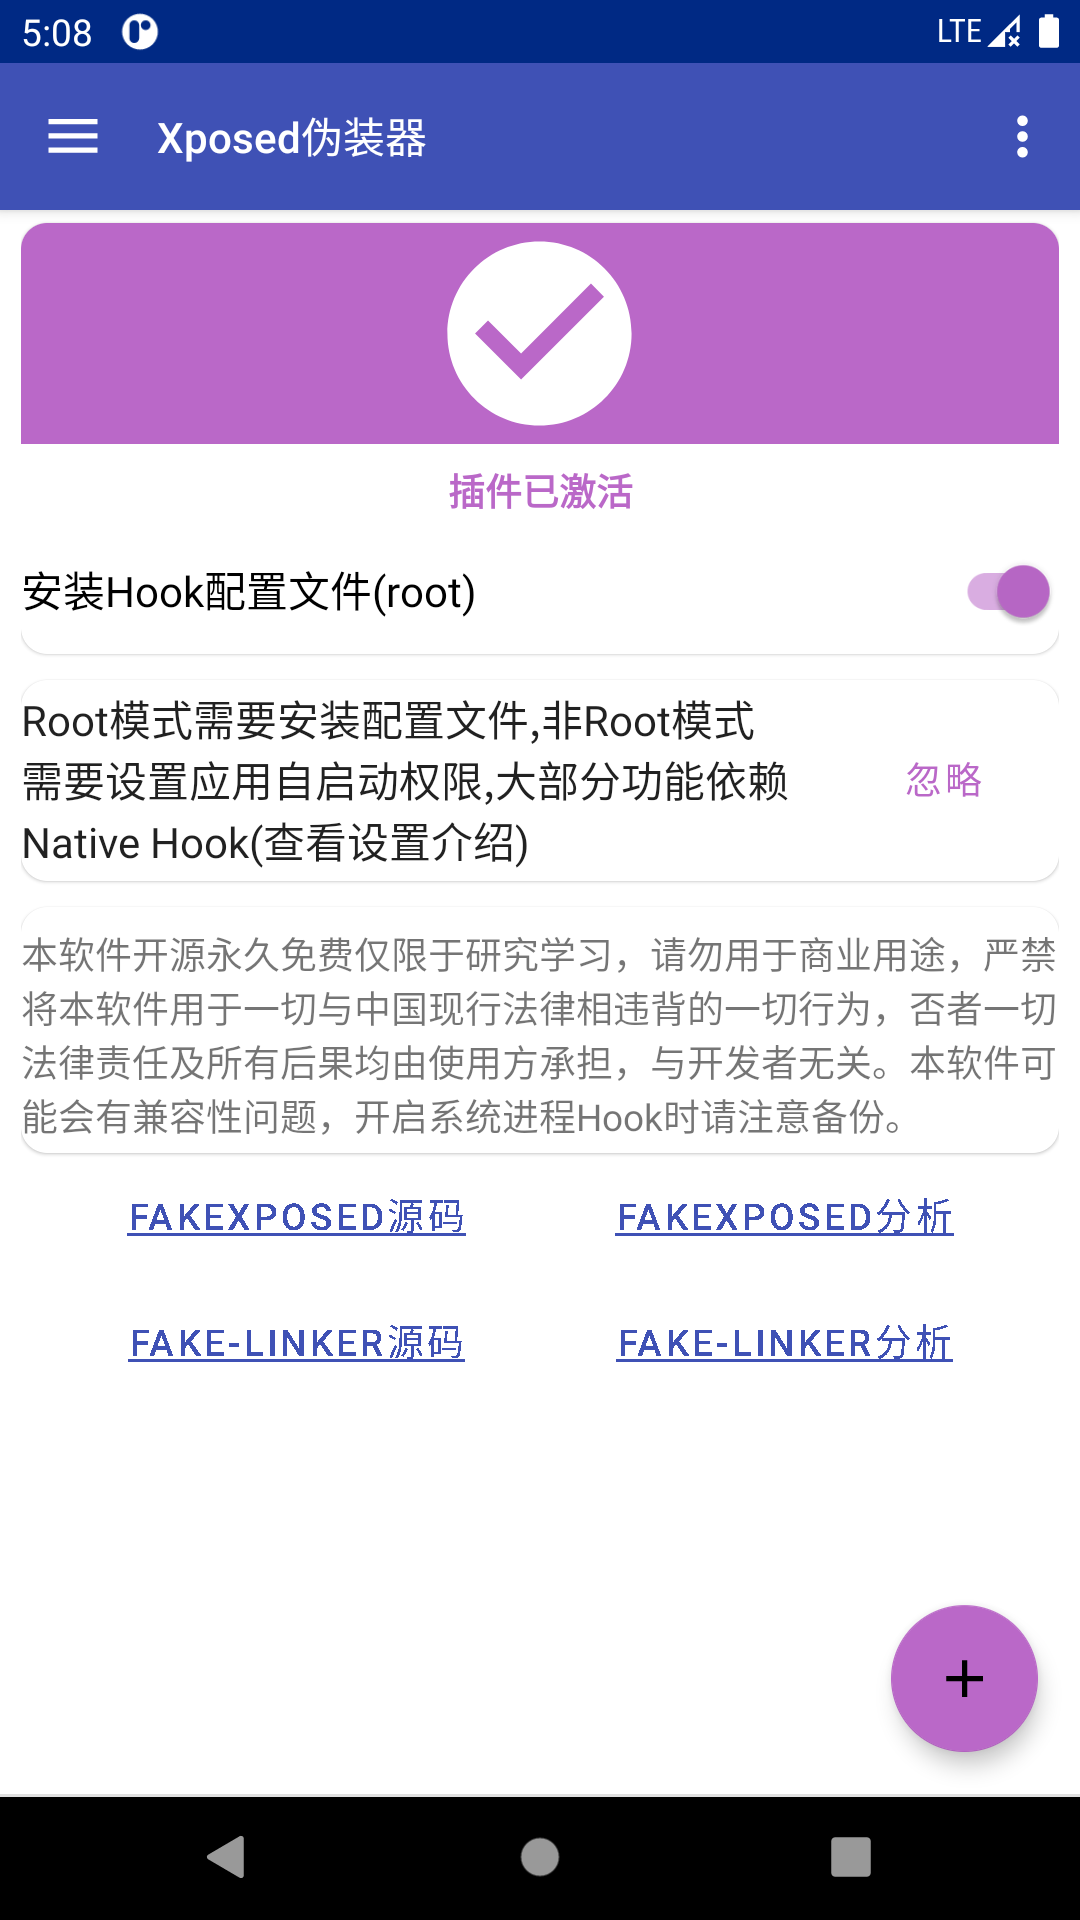 5:08
LTE
Xposed伪装器
插件已激活
安装Hook配置文件(root)
Root模式需要安装配置文件,非Root模式
需要设置应用自启动权限,大部分功能依赖
Native Hook(查看设置介绍)
忽略
本软件开源永久免费仅限于研究学习，请勿用于商业用途，严禁
将本软件用于一切与中国现行法律相违背的一切行为，否者一切
法律责任及所有后果均由使用方承担，与开发者无关。本软件可
能会有兼容性问题，开启系统进程Hook时请注意备份。
FAKEXPOSED源码
FAKEXPOSED分析
FAKE-LINKER源码
FAKE-LINKER分析